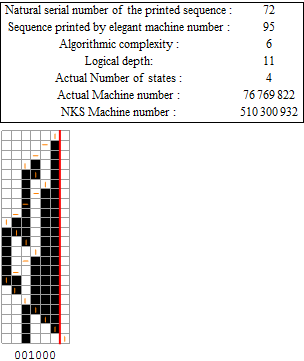 Natural serial number of the printed sequence : 72
Sequence printed by elegant machine number : 95
Algorithmic complexity : 6
Logical depth: 11
Actual Number of states : 4
Actual Machine number : 76 769 822
NKS Machine number : 510 300 932
001000